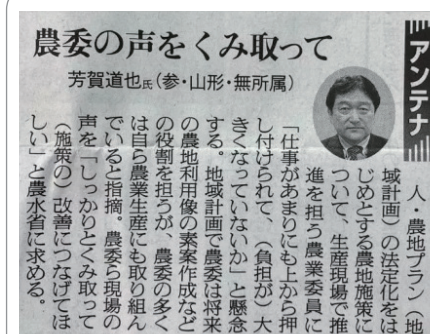 アンテナ
農委の声をくみ取って
芳賀道也氏(参・山形・無所属)
人・農地プラン(地
域計画)の法定化をは
じめとする農地施策に
ついて、生産現場で推
進を担う農業委員に
「仕事があまりにも上から押
し付けられて、(負担が)大
きくなっていないか」と懸念
する。地域計画で農委は将来
の農地利用像の素案作成など
の役割を担うが、農委の多く
は自ら農業生産にも取り組ん
でいると指摘。農委ら現場の
声を「しっかりとくみ取って
(施策の)改善につなげてほ
しい」と農水省に求める。